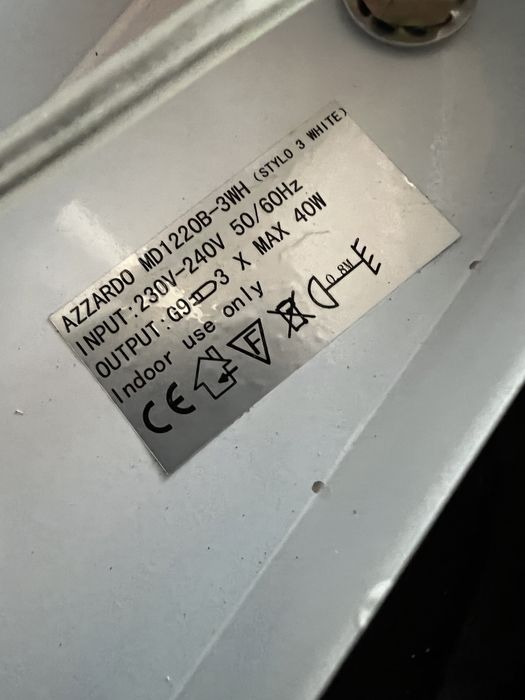 AZZARDO MD1220B-3WH (STYLO 3 WHITE)
INPUT:230V-240V 50/60Hz
OUTPUT:G9 3 X MAX 40W
Indoor use only
CE F 0.8M